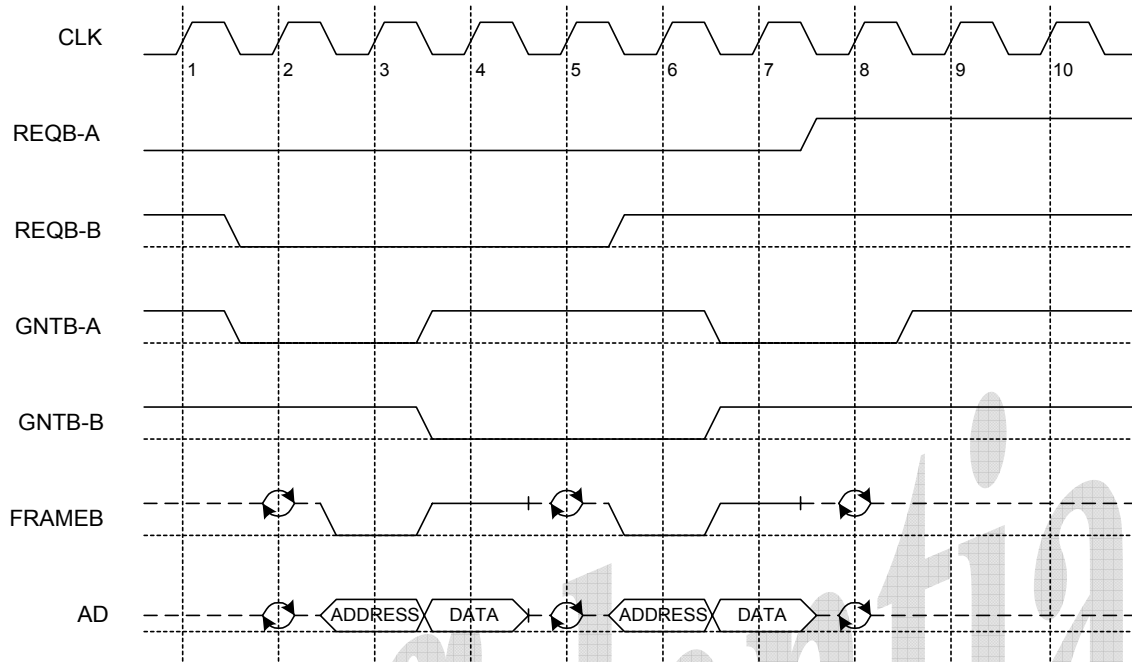 CLK
1 2 3 4 5 6 7 8 9 10
REQB-A
REQB-B
GNTB-A
GNTB-B
FRAMEB
AD ADDRESS DATA ADDRESS DATA